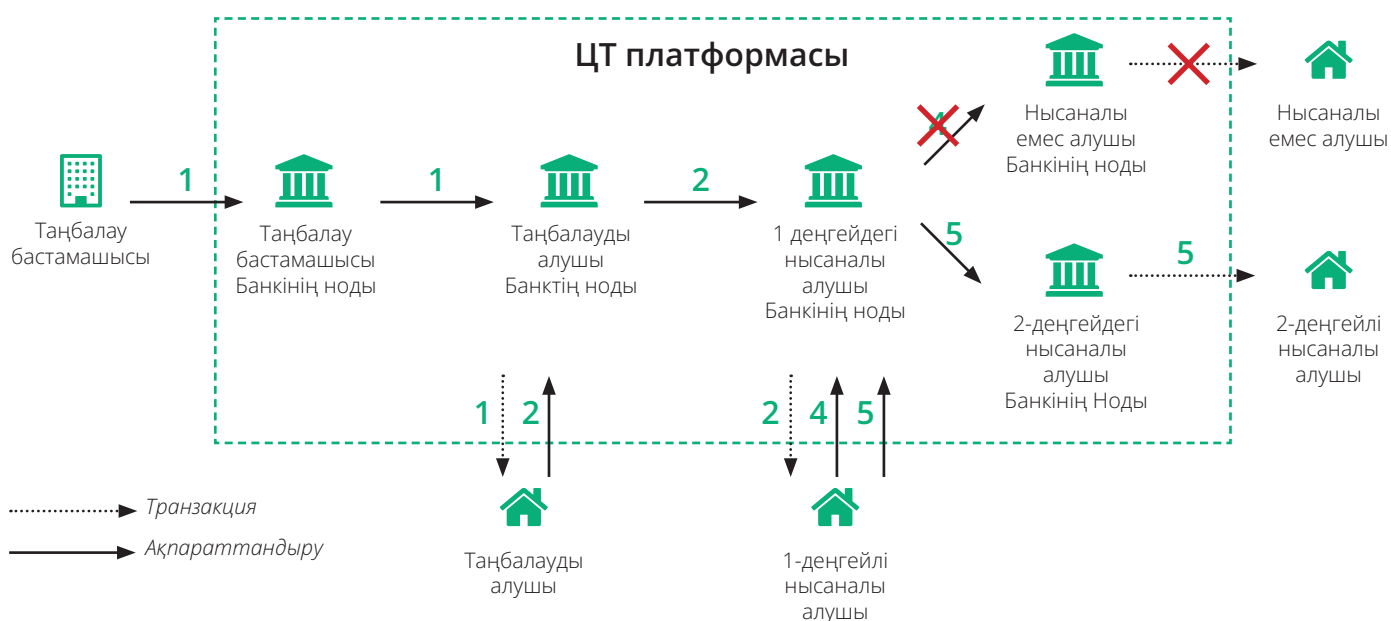 ЦТ платформасы
1
1
2
4
5
5
Таңбалау
бастамашысы
Таңбалау
бастамашысы
Банкінің ноды
Таңбалауды
алушы
Банктің ноды
1 деңгейдегі
нысаналы
алушы
Банкінің ноды
Нысаналы
емес алушы
Банкінің ноды
Нысаналы
емес алушы
2-деңгейдегі
нысаналы
алушы
Банкінің Ноды
2-деңгейлі
нысаналы
алушы
1
2
2
4
5
Транзакция
Ақпараттандыру
Таңбалауды
алушы
1-деңгейлі
нысаналы
алушы